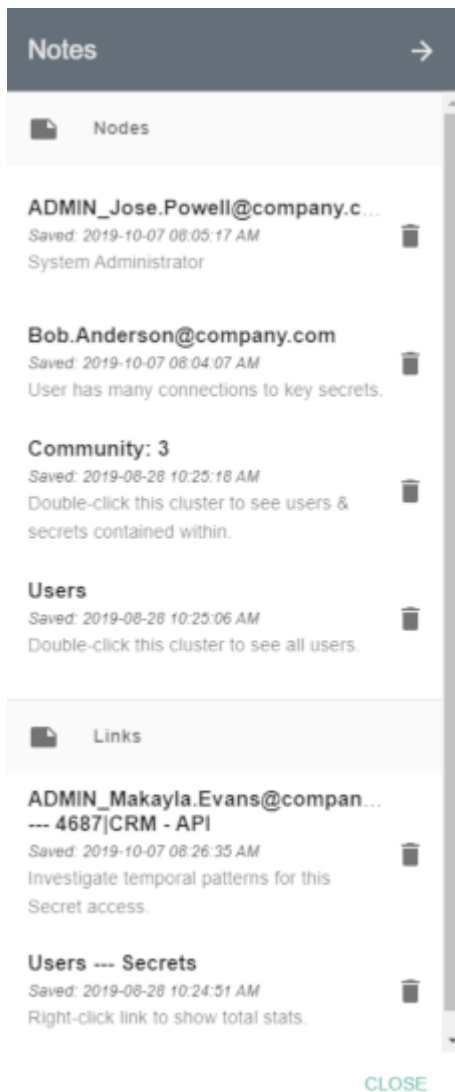 Notes
Nodes
ADMIN_Jose.Powell@company.c...
Saved: 2019-10-07 08:05:17 AM
System Administrator
Bob.Anderson@company.com
Saved: 2019-10-07 08:04:07 AM
User has many connections to key secrets.
Community: 3
Saved: 2019-08-28 10:25:18 AM
Double-click this cluster to see users &
secrets contained within.
Users
Saved: 2019-08-28 10:25:06 AM
Double-click this cluster to see all users.
Links
ADMIN_Makayla.Evans@compan...
--- 4687|CRM - API
Saved: 2019-10-07 08:26:35 AM
Investigate temporal patterns for this
Secret access.
Users --- Secrets
Saved: 2019-08-28 10:24:51 AM
Right-click link to show total stats.
CLOSE